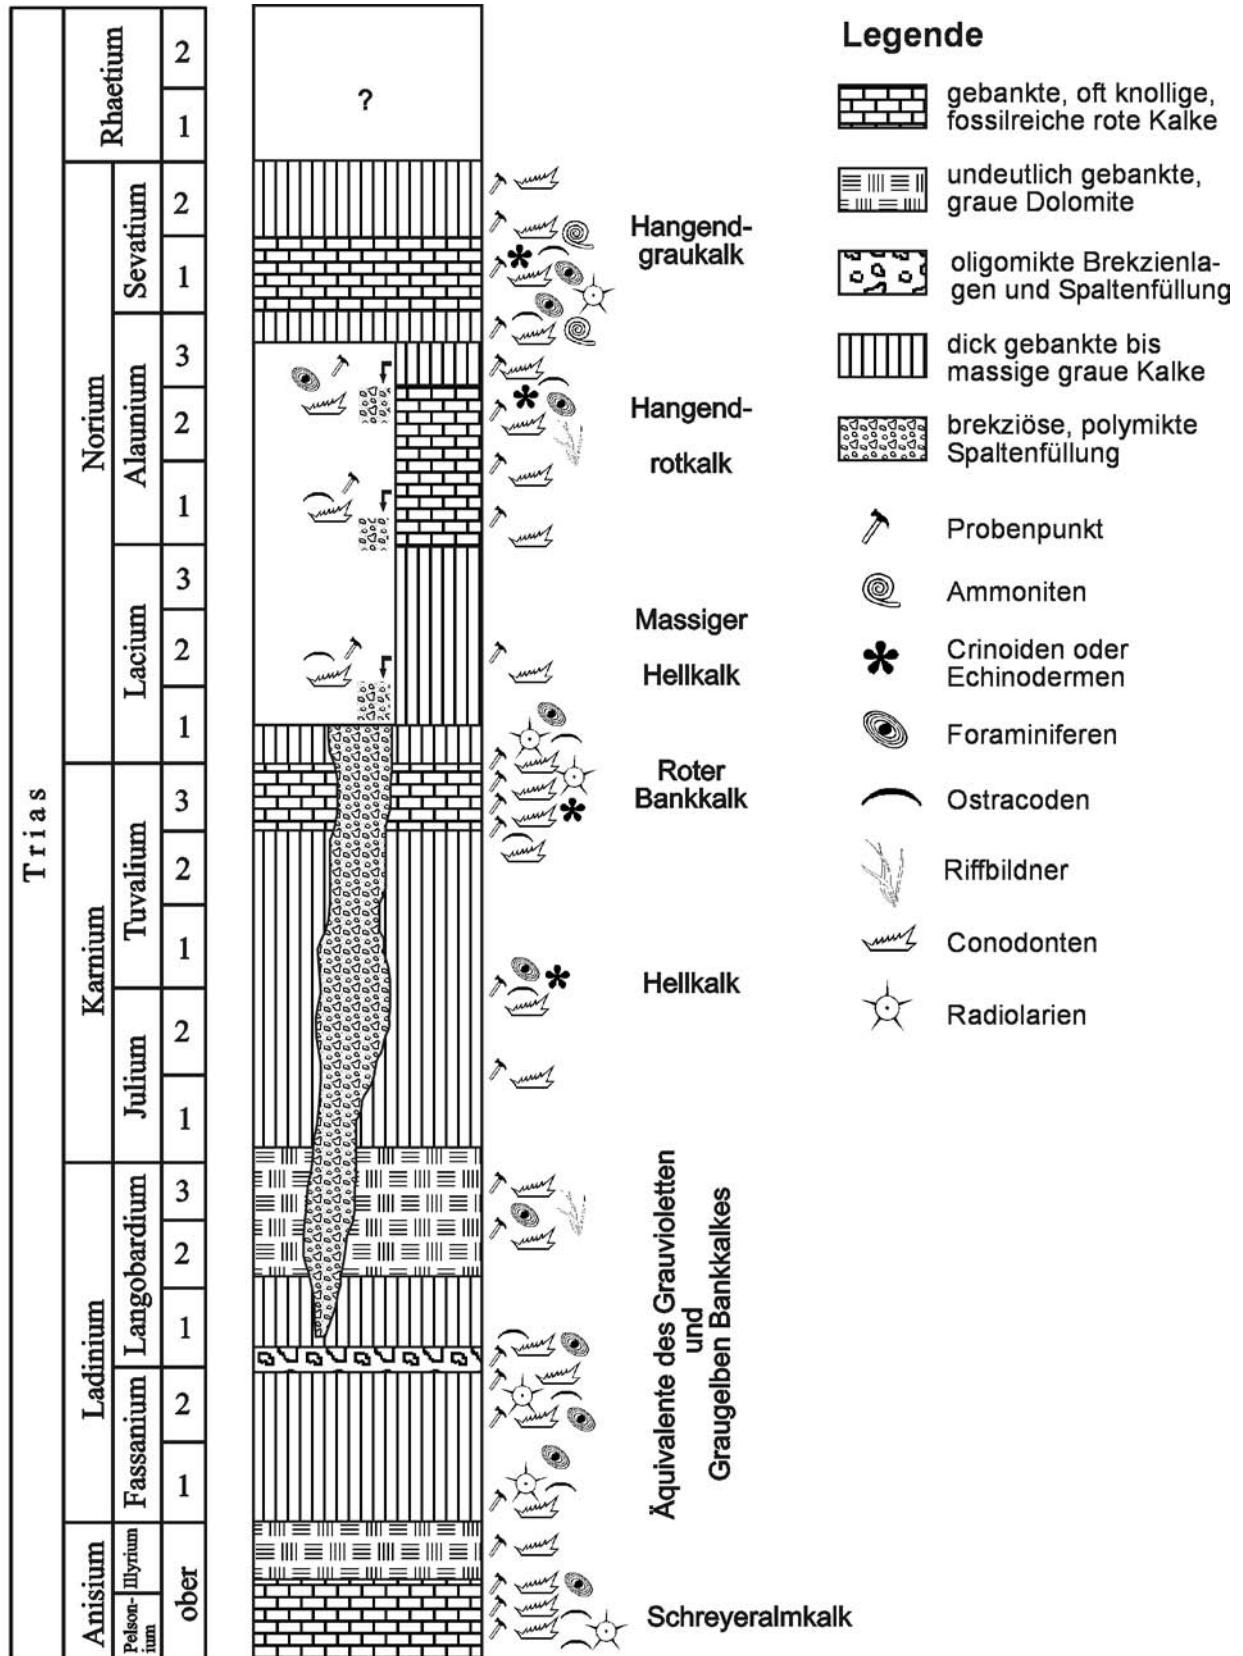 Trias
Rhaetium
2
1
Norium
Sevatium
2
1
Alaunium
3
2
1
Lacium
3
2
1
Karnium
Tuvalium
3
2
1
Julium
2
1
Ladinium
Langobardium
3
2
1
Fassanium
2
1
Anisium
Illyrium
Pelson-
ium
ober
?
Hangend-
graukalk
Hangend-
rotkalk
Massiger
Hellkalk
Roter
Bankkalk
Hellkalk
Äquivalente des Grauvioletten
und
Graugelben Bankkalkes
Schreyeralmkalk
Legende
gebankte, oft knollige,
fossilreiche rote Kalke
undeutlich gebankte,
graue Dolomite
oligomikte Brekzienla-
gen und Spaltenfüllung
dick gebankte bis
massige graue Kalke
brekziöse, polymikte
Spaltenfüllung
Probenpunkt
Ammoniten
Crinoiden oder
Echinodermen
Foraminiferen
Ostracoden
Riffbildner
Conodonten
Radiolarien